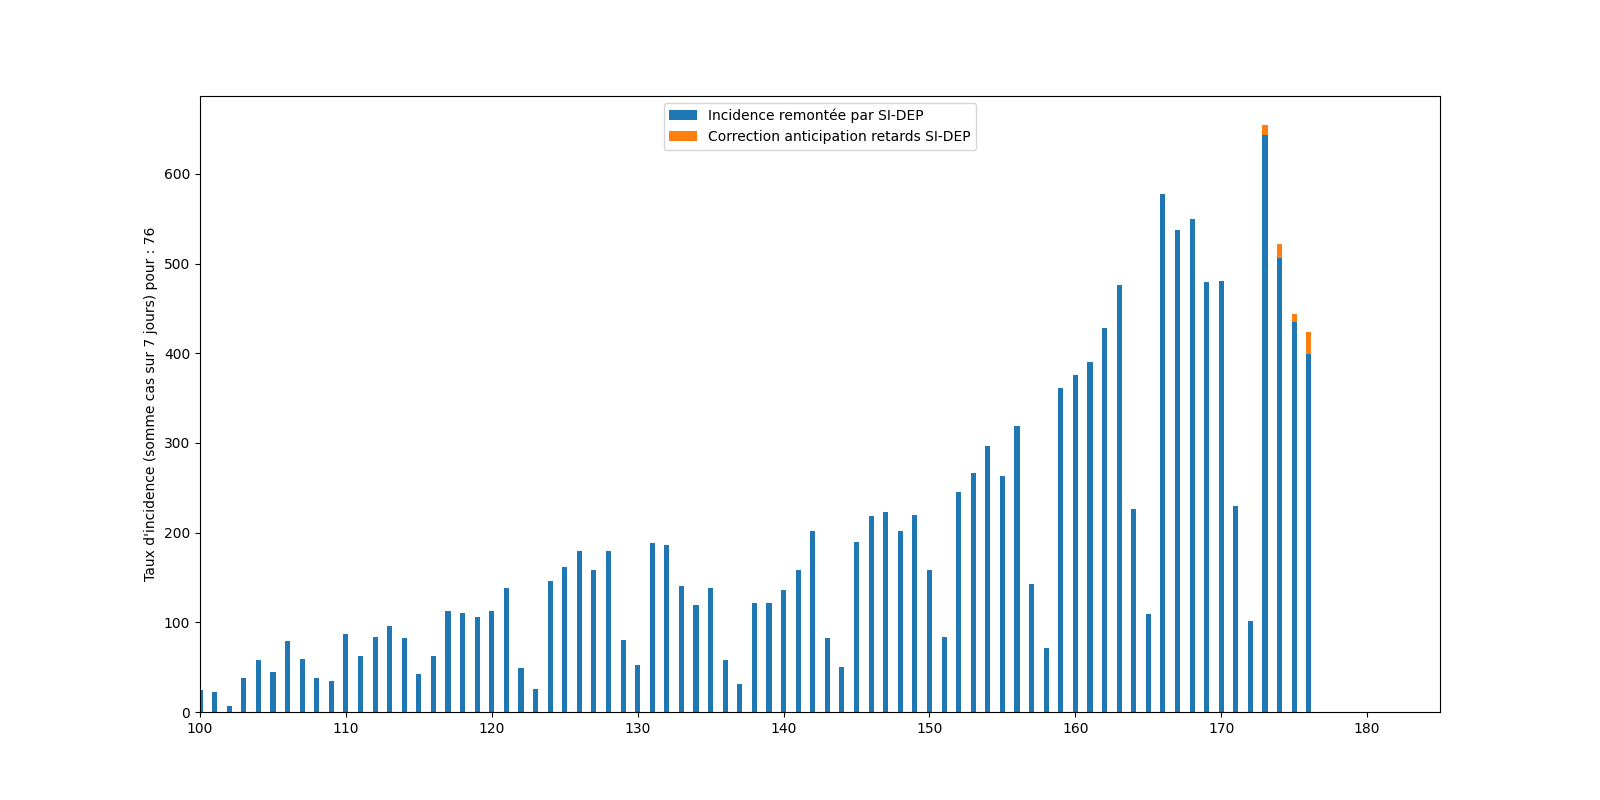 Incidence remontée par SI-DEP
Correction anticipation retards SI-DEP
Taux d'incidence (somme cas sur 7 jours) pour : 76
600
500
400
300
200
100
0
100 110 120 130 140 150 160 170 180